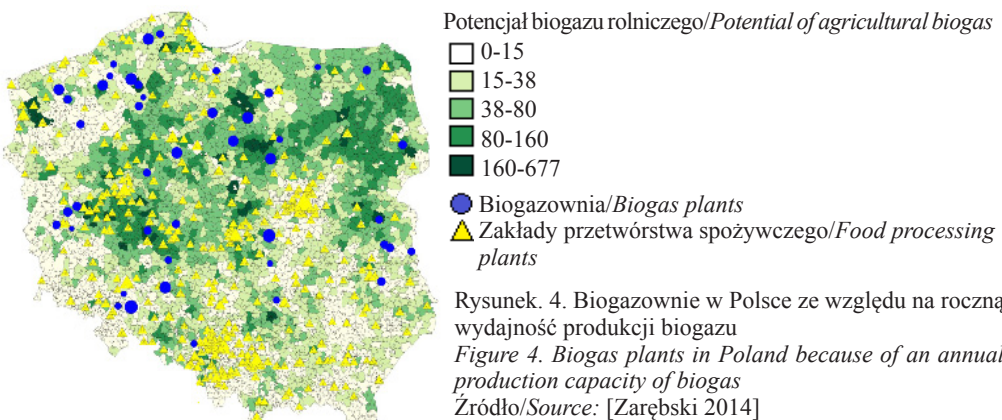 Potencjał biogazu rolniczego/Potential of agricultural biogas
0-15
15-38
38-80
80-160
160-677
Biogazownia/Biogas plants
Zakłady przetwórstwa spożywczego/Food processing
plants
Rysunek. 4. Biogazownie w Polsce ze względu na roczną
wydajność produkcji biogazu
Figure 4. Biogas plants in Poland because of an annual
production capacity of biogas
Źródło/Source: [Zarębski 2014]